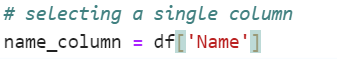 # selecting a single column
name_column = df['Name']